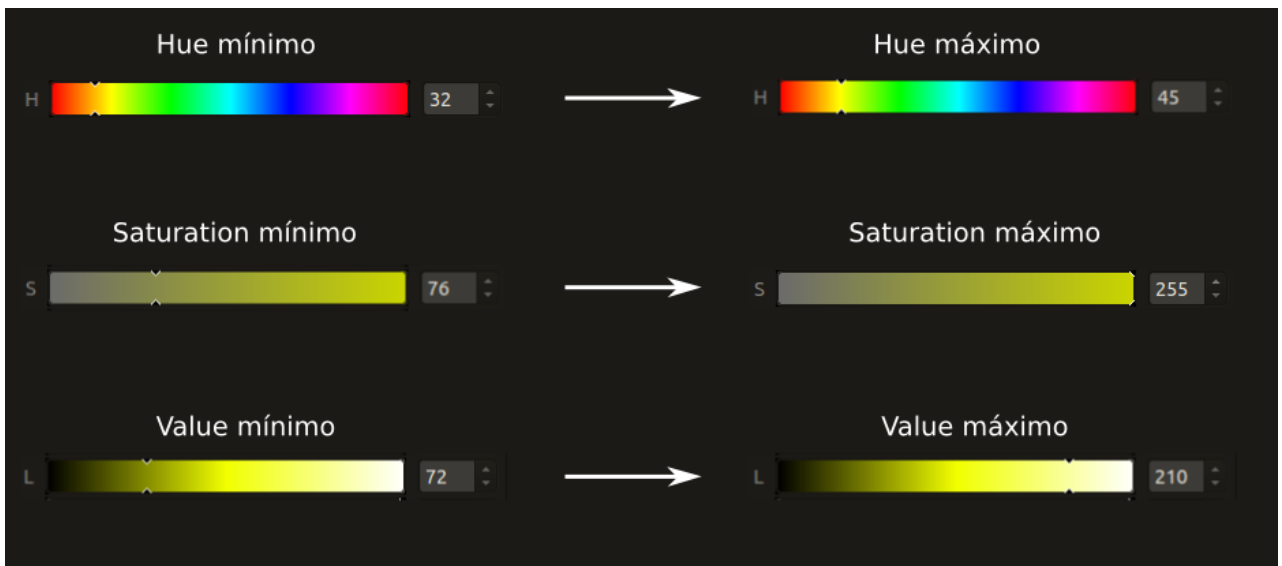 Hue mínimo
Hue máximo
H 32
H 45
Saturation mínimo
Saturation máximo
S 76
S 255
Value mínimo
Value máximo
L 72
L 210